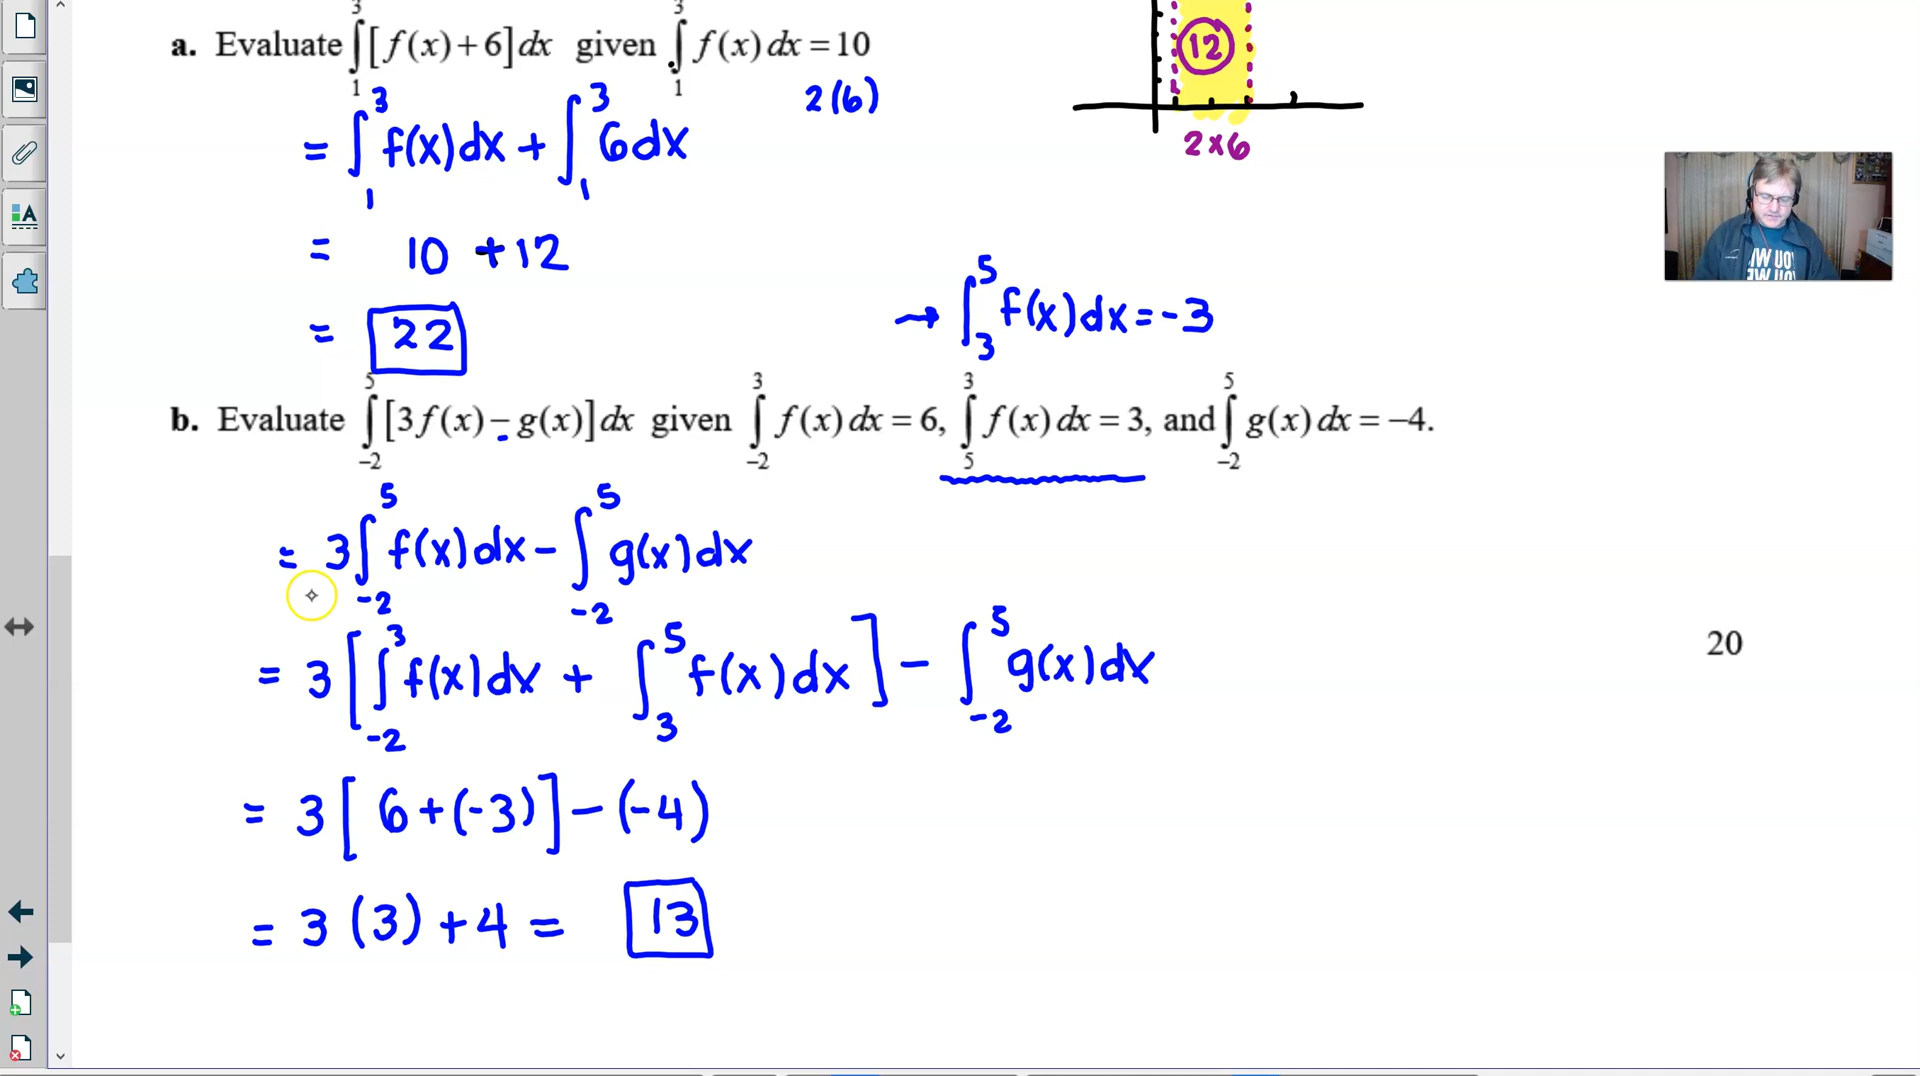 a. Evaluate ∫₁³ [f(x) + 6] dx given ∫₁³ f(x) dx = 10
2(6)
12
2×6
= ∫₁³ f(x)dx + ∫₁³ 6dx
= 10 + 12
= 22
→ ∫₃⁵ f(x)dx = -3
b. Evaluate ∫₋₂⁵ [3f(x) − g(x)] dx given ∫₋₂³ f(x) dx = 6, ∫₅³ f(x) dx = 3, and ∫₋₂⁵ g(x) dx = −4.
= 3∫₋₂⁵ f(x)dx − ∫₋₂⁵ g(x)dx
= 3[∫₋₂³ f(x)dx + ∫₃⁵ f(x)dx] − ∫₋₂⁵ g(x)dx
20
= 3[6+(-3)] − (-4)
= 3(3) + 4 = 13